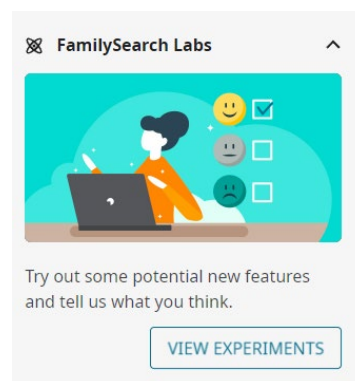 FamilySearch Labs
Try out some potential new features
and tell us what you think.
VIEW EXPERIMENTS